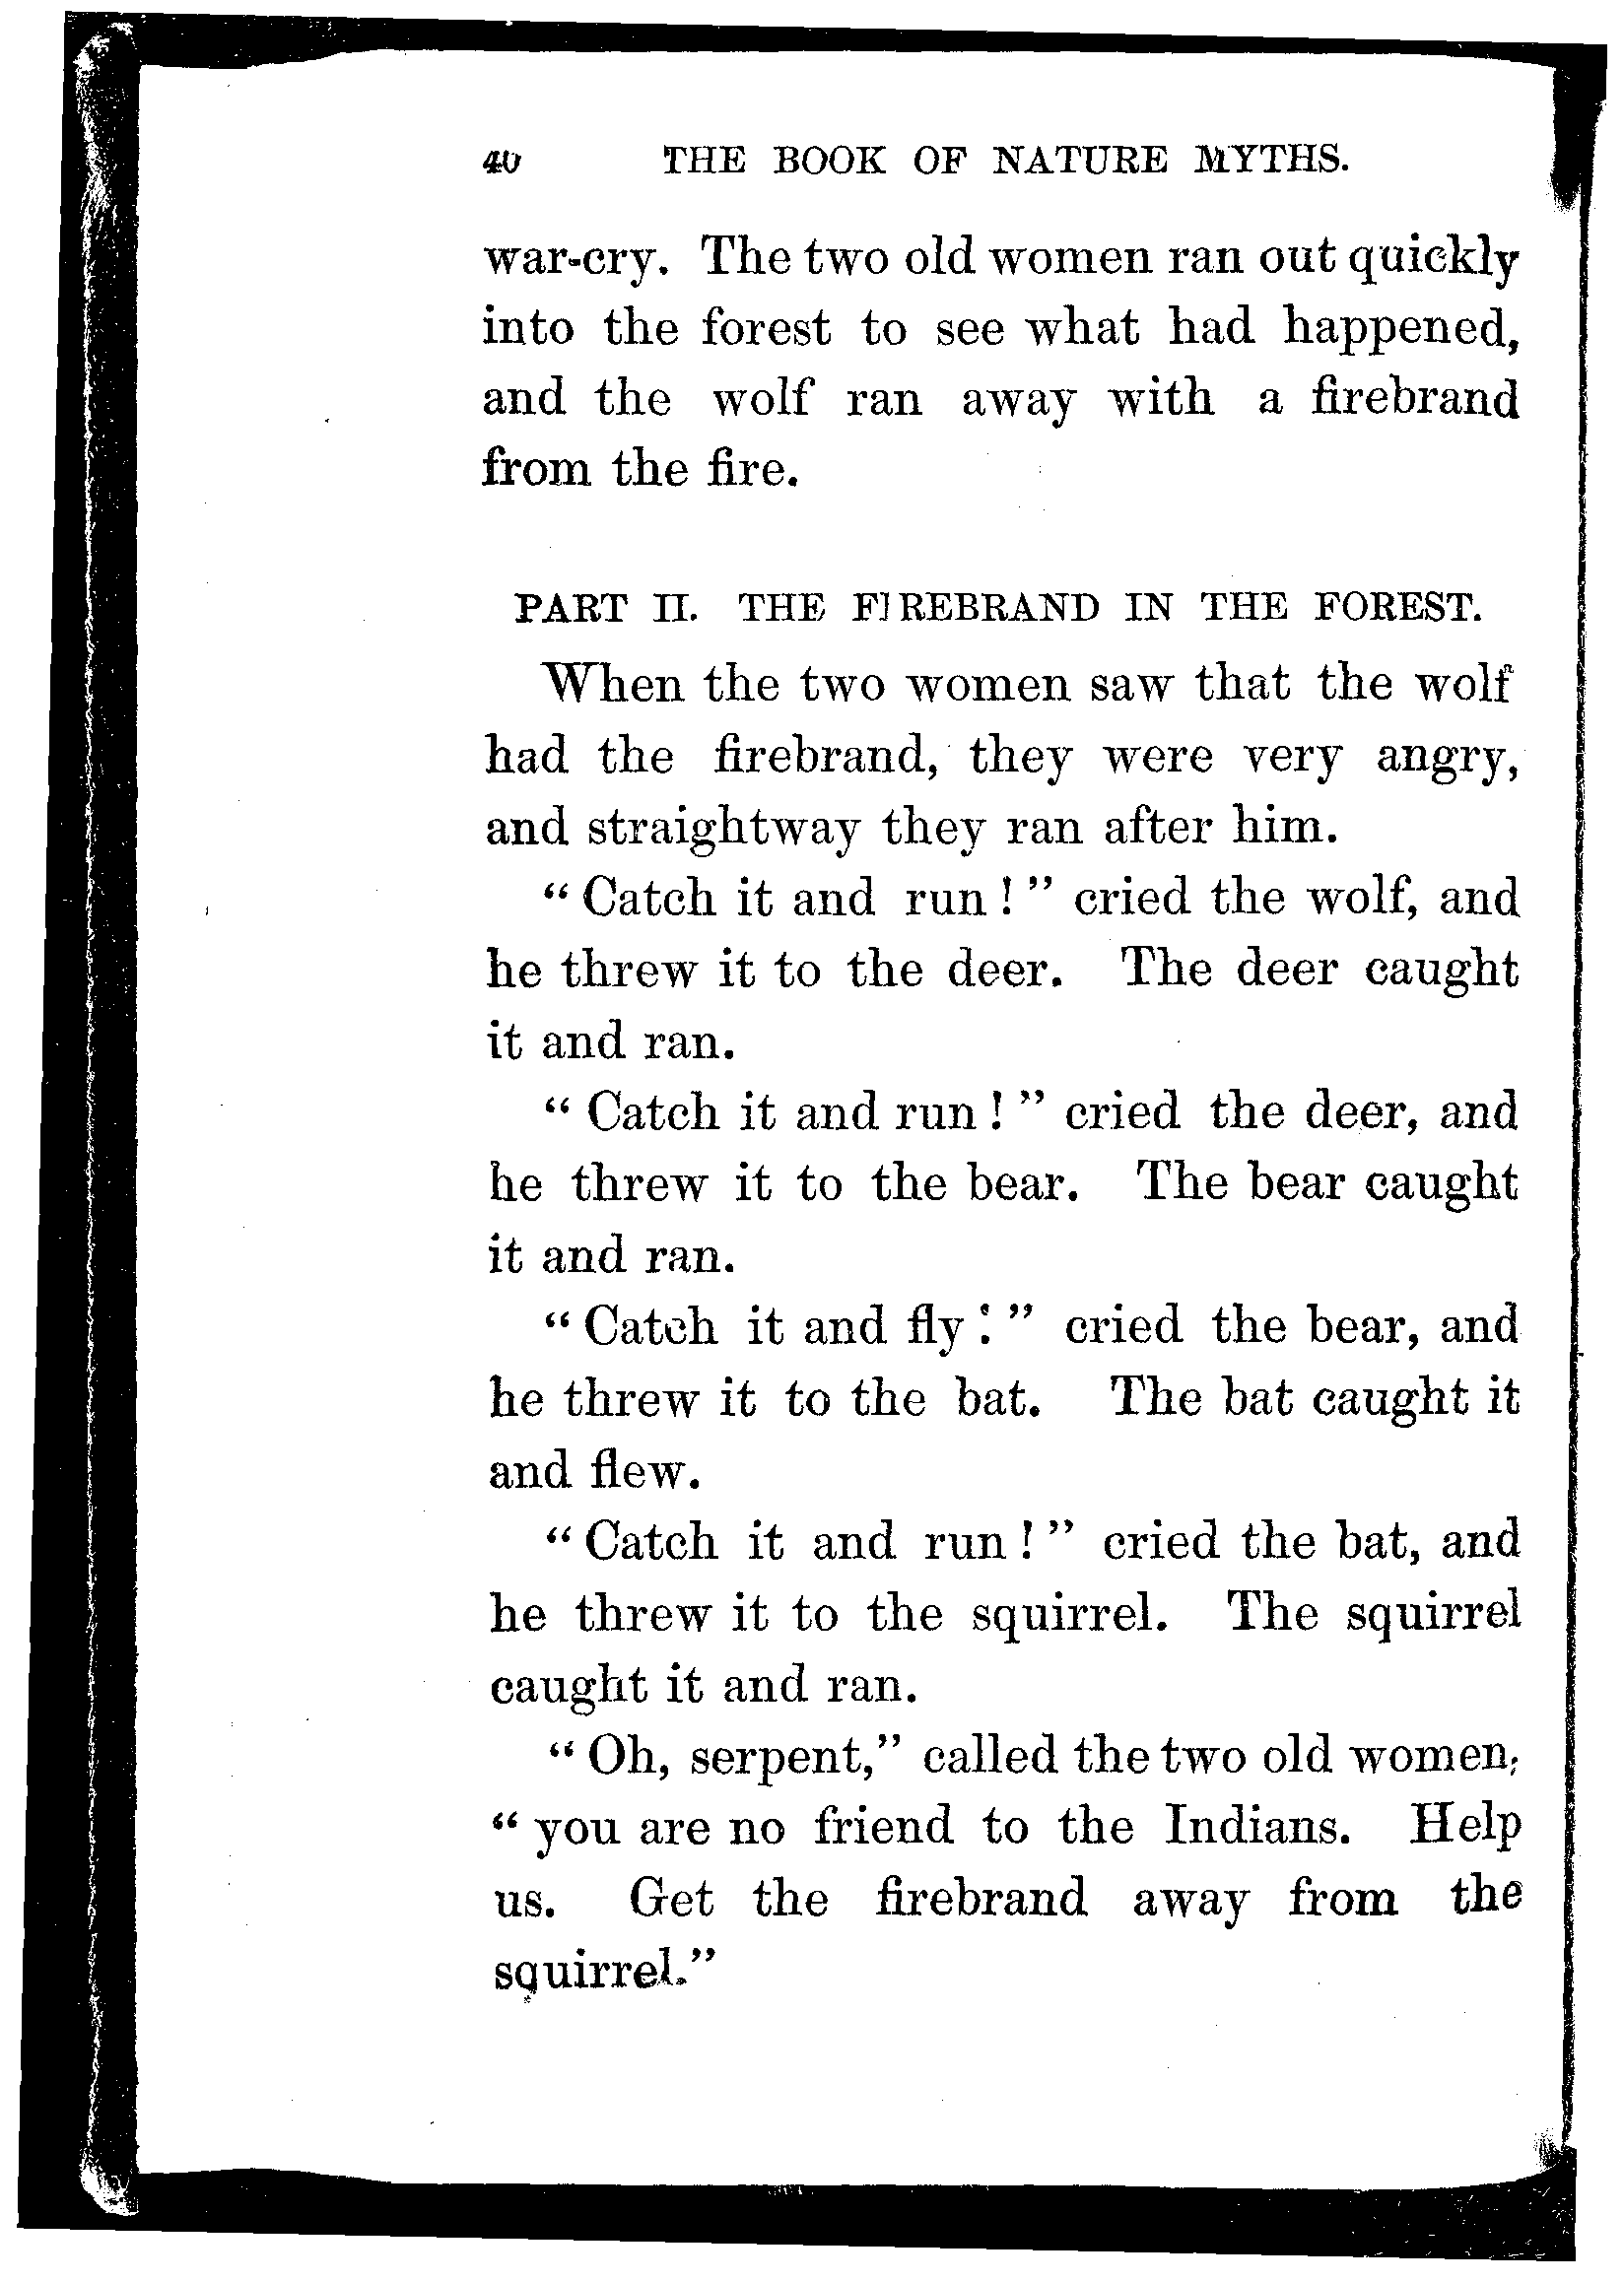 40 THE BOOK OF NATURE MYTHS.
war-cry. The two old women ran out quickly
into the forest to see what had happened,
and the wolf ran away with a firebrand
from the fire.
PART II. THE FIREBRAND IN THE FOREST.
When the two women saw that the wolf
had the firebrand, they were very angry,
and straightway they ran after him.
“ Catch it and run ! ” cried the wolf, and
he threw it to the deer. The deer caught
it and ran.
“ Catch it and run ! ” cried the deer, and
he threw it to the bear. The bear caught
it and ran.
“ Catch it and fly ! ” cried the bear, and
he threw it to the bat. The bat caught it
and flew.
“ Catch it and run ! ” cried the bat, and
he threw it to the squirrel. The squirrel
caught it and ran.
“ Oh, serpent,” called the two old women,
“ you are no friend to the Indians. Help
us. Get the firebrand away from the
squirrel.”